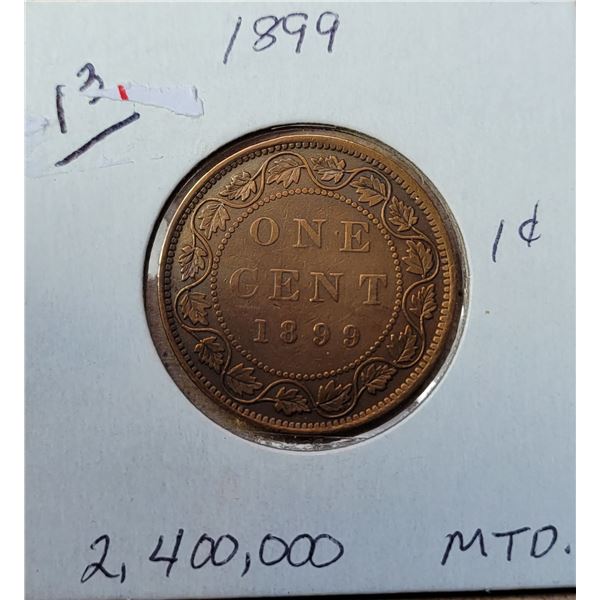 1899
13
ONE
CENT
1899
1¢
2,400,000 MTD.